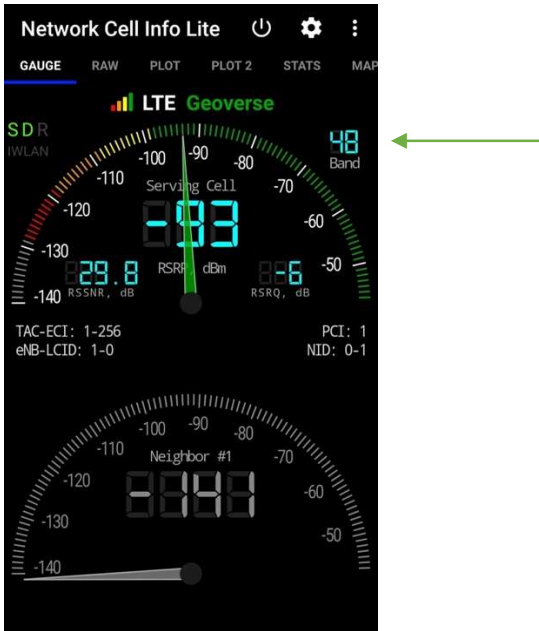 Network Cell Info Lite
GAUGE RAW PLOT PLOT 2 STATS MAP
LTE Geoverse
SDR
IWLAN
48
Band
-140 -130 -120 -110 -100 -90 -80 -70 -60 -50
Serving Cell
-93
RSRP, dBm
29.8
RSSNR, dB
-6
RSRQ, dB
TAC-ECI: 1-256 PCI: 1
eNB-LCID: 1-0 NID: 0-1
-140 -130 -120 -110 -100 -90 -80 -70 -60 -50
Neighbor #1
-141